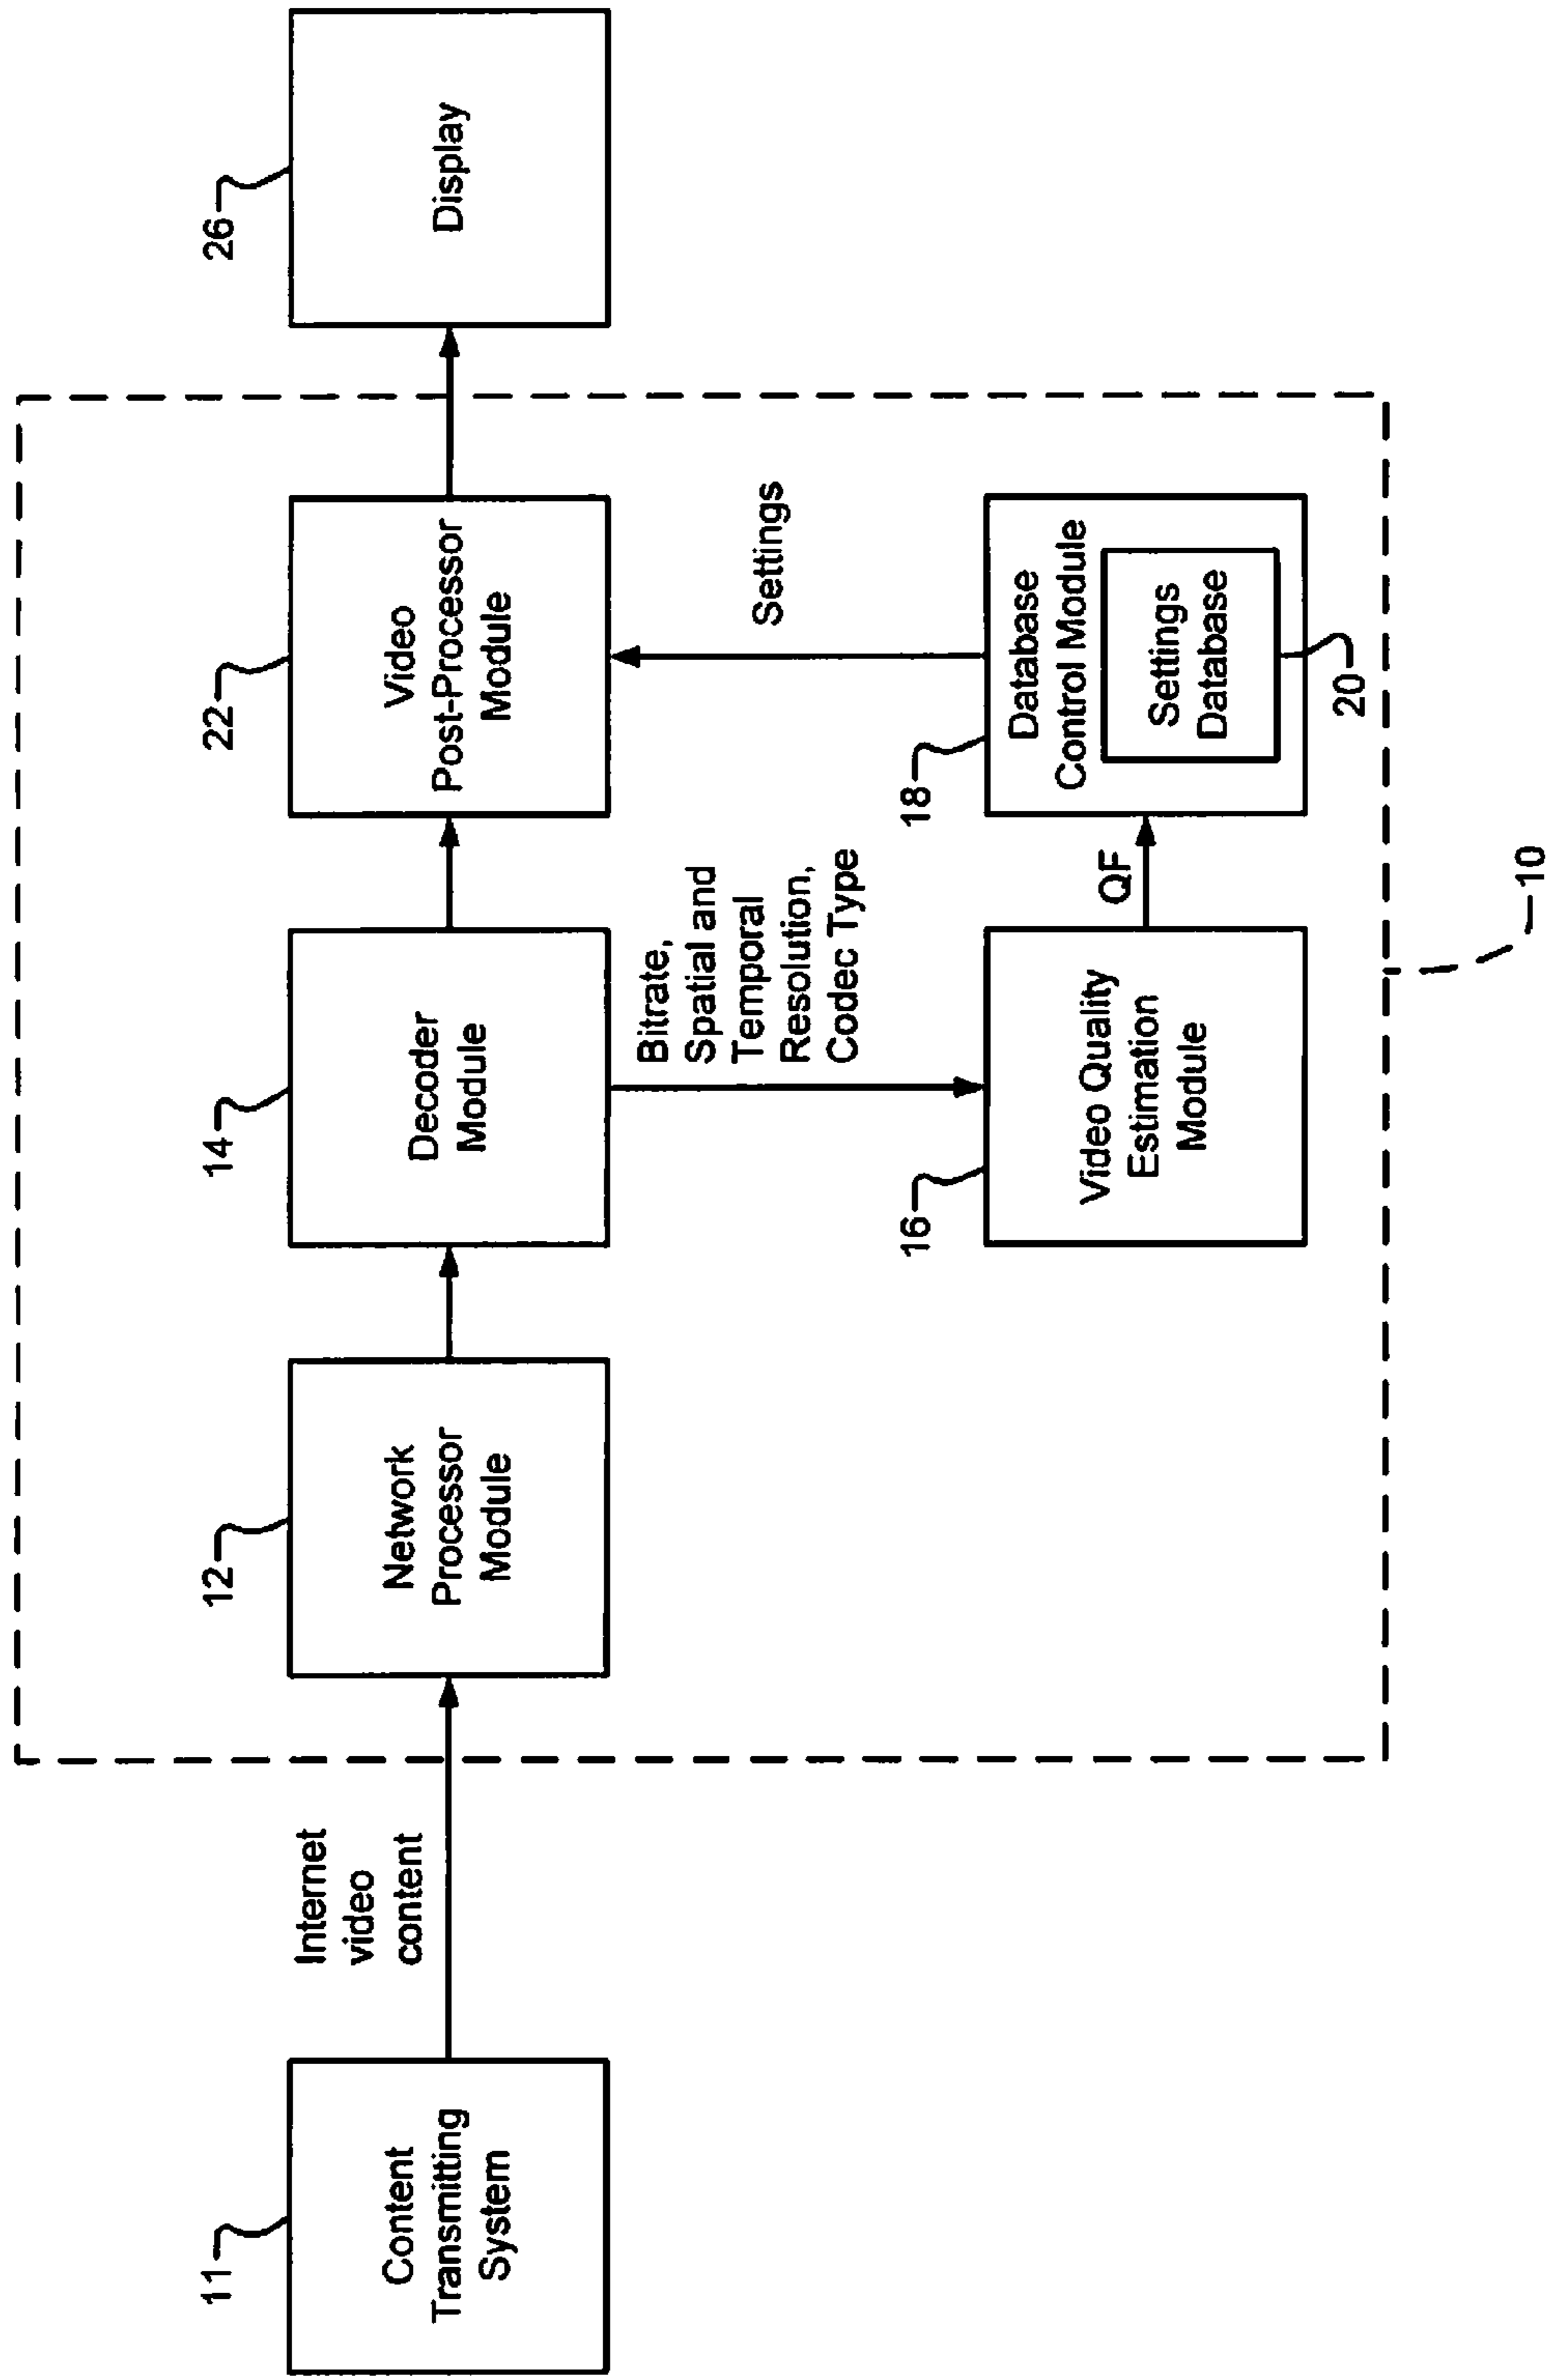 11
Content
Transmitting
System
Internet
video
content
12
Network
Processor
Module
14
Decoder
Module
22
Video
Post-Processor
Module
26
Display
Bitrate,
Spatial and
Temporal
Resolution,
Codec Type
Settings
16
Video Quality
Estimation
Module
QF
18
Database
Control Module
Settings
Database
20
10